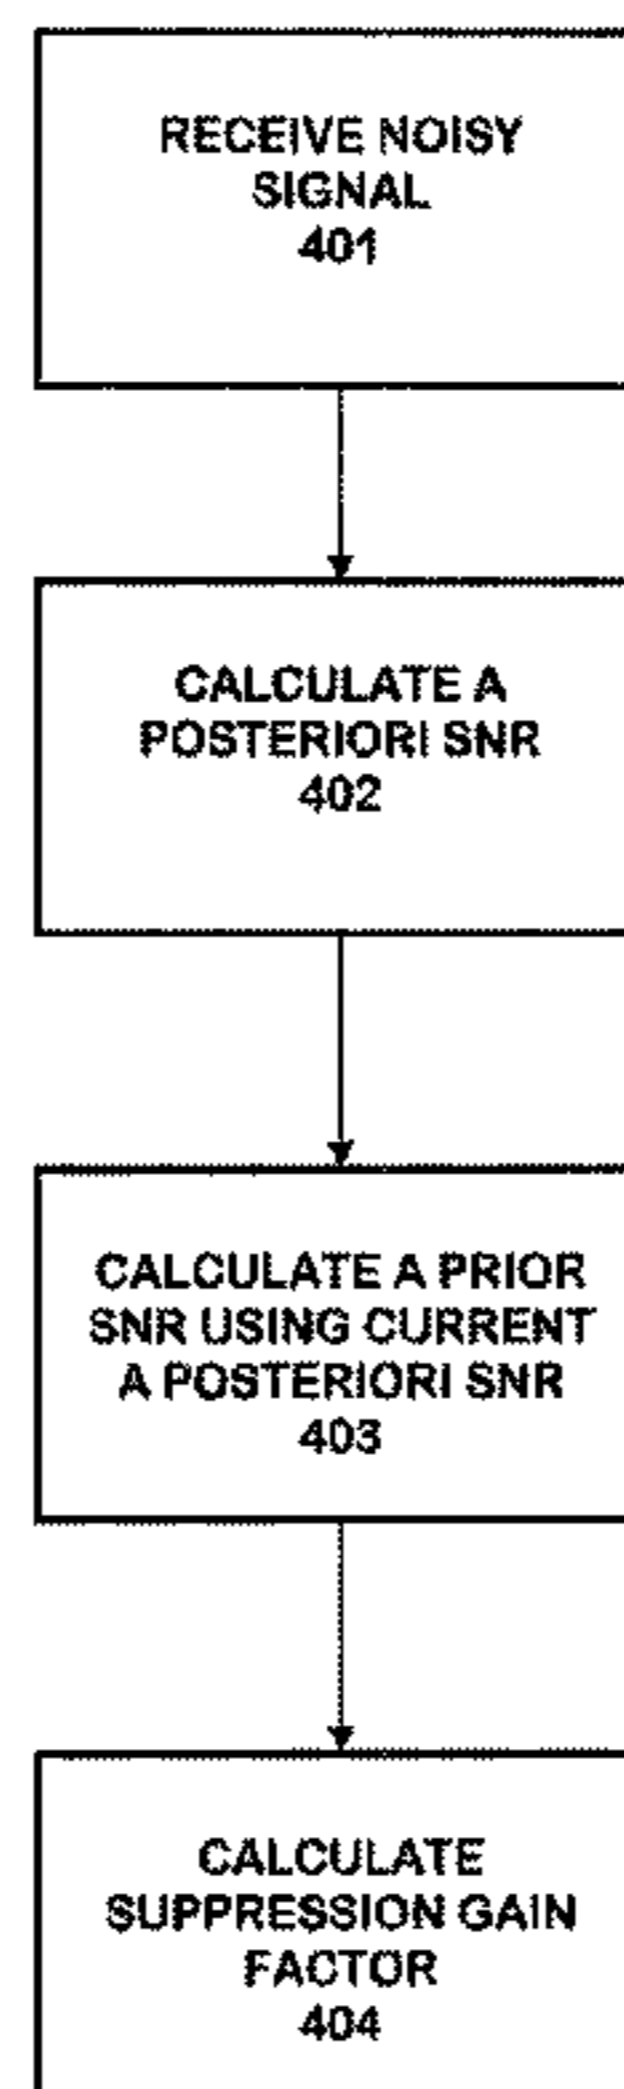 RECEIVE NOISY
SIGNAL
401
CALCULATE A
POSTERIORI SNR
402
CALCULATE A PRIOR
SNR USING CURRENT
A POSTERIORI SNR
403
CALCULATE
SUPPRESSION GAIN
FACTOR
404